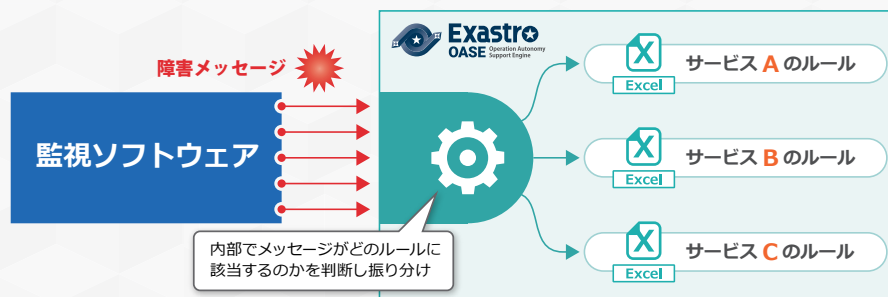 Exastro
OASE Operation Autonomy
Support Engine
障害メッセージ
監視ソフトウェア
X
Excel
サービス A のルール
X
Excel
サービス B のルール
X
Excel
サービス C のルール
内部でメッセージがどのルールに
該当するのかを判断し振り分け